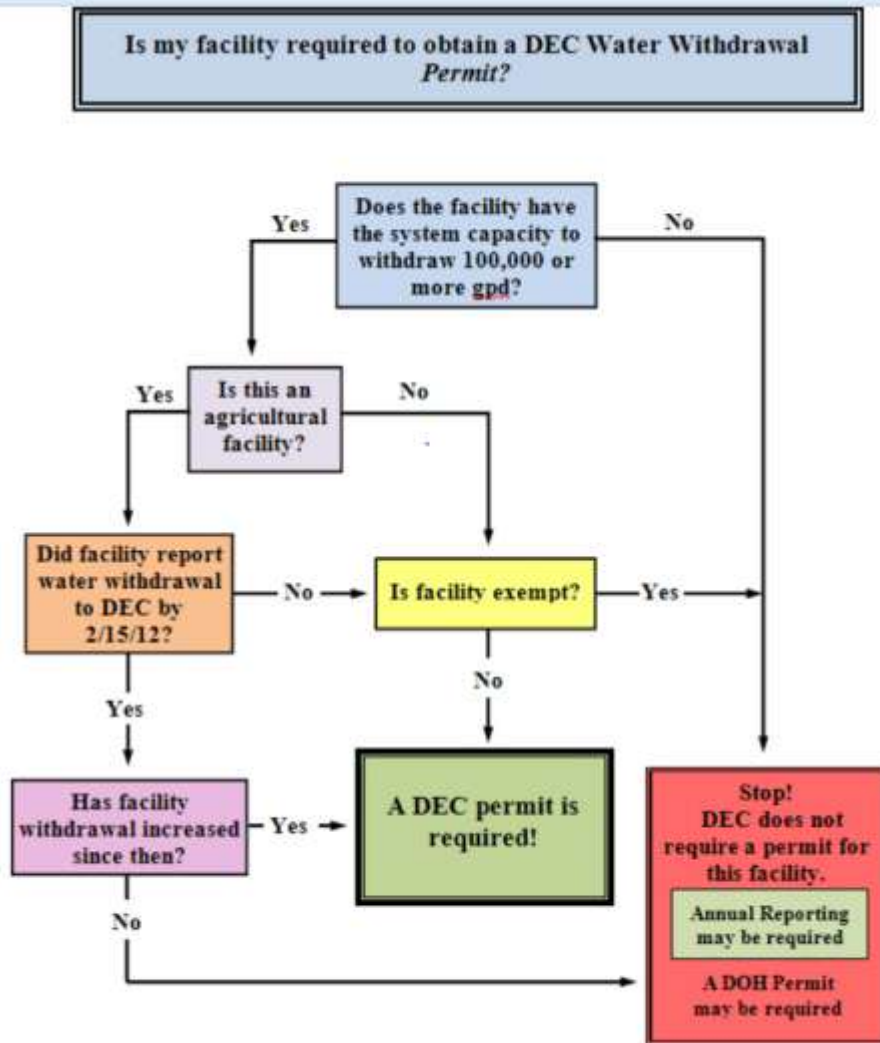 Is my facility required to obtain a DEC Water Withdrawal
Permit?
Does the facility have
the system capacity to
withdraw 100,000 or
more gpd?
Yes
No
Is this an
agricultural
facility?
Yes
No
Did facility report
water withdrawal
to DEC by
2/15/12?
No
Is facility exempt?
Yes
Yes
No
Has facility
withdrawal increased
since then?
Yes
A DEC permit is
required!
No
Stop!
DEC does not
require a permit for
this facility.
Annual Reporting
may be required
A DOH Permit
may be required